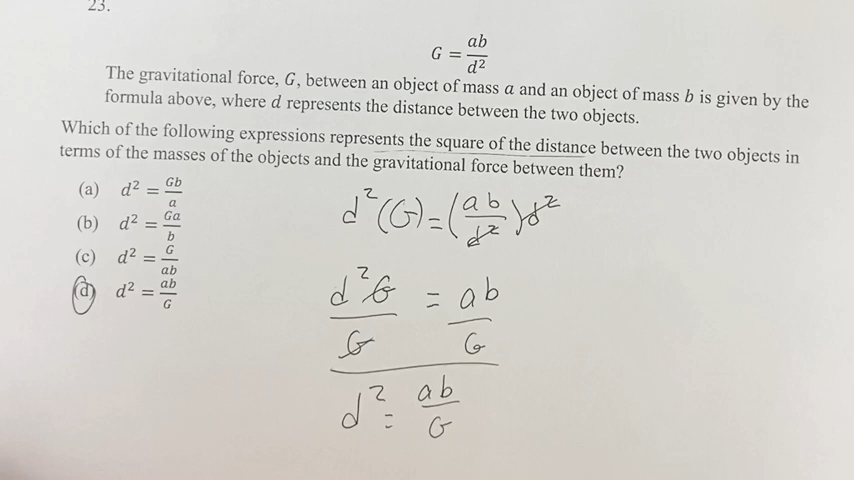 23.
G = ab/d²
The gravitational force, G, between an object of mass a and an object of mass b is given by the
formula above, where d represents the distance between the two objects.
Which of the following expressions represents the square of the distance between the two objects in
terms of the masses of the objects and the gravitational force between them?
(a) d² = Gb/a
(b) d² = Ga/b
(c) d² = G/ab
(d) d² = ab/G
d²(G) = (ab/d²)d²
d²G/G = ab/G
d² = ab/G